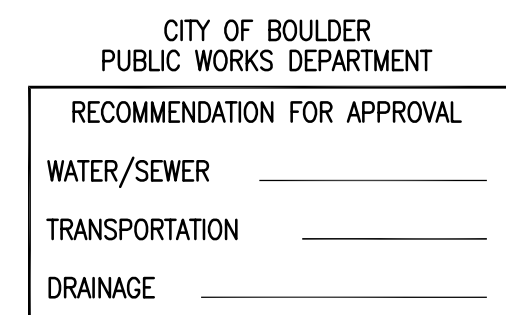 CITY OF BOULDER
PUBLIC WORKS DEPARTMENT
RECOMMENDATION FOR APPROVAL
WATER/SEWER
TRANSPORTATION
DRAINAGE